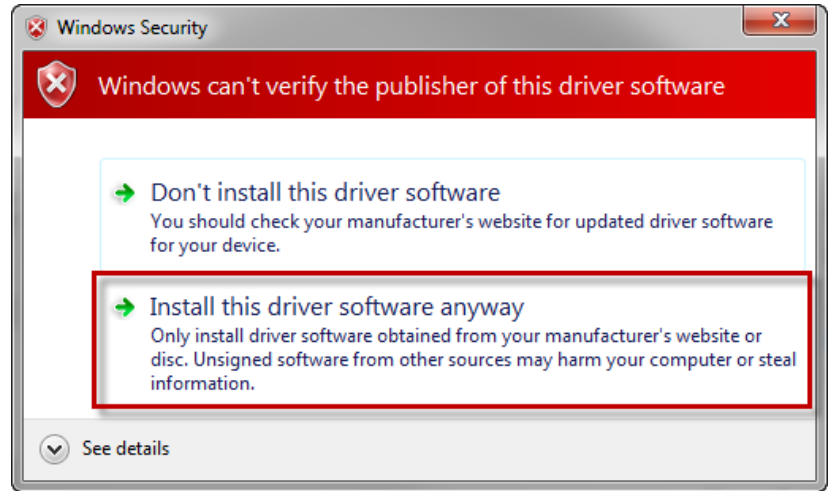 Windows Security
Windows can't verify the publisher of this driver software
Don't install this driver software
You should check your manufacturer's website for updated driver software
for your device.
Install this driver software anyway
Only install driver software obtained from your manufacturer's website or
disc. Unsigned software from other sources may harm your computer or steal
information.
See details